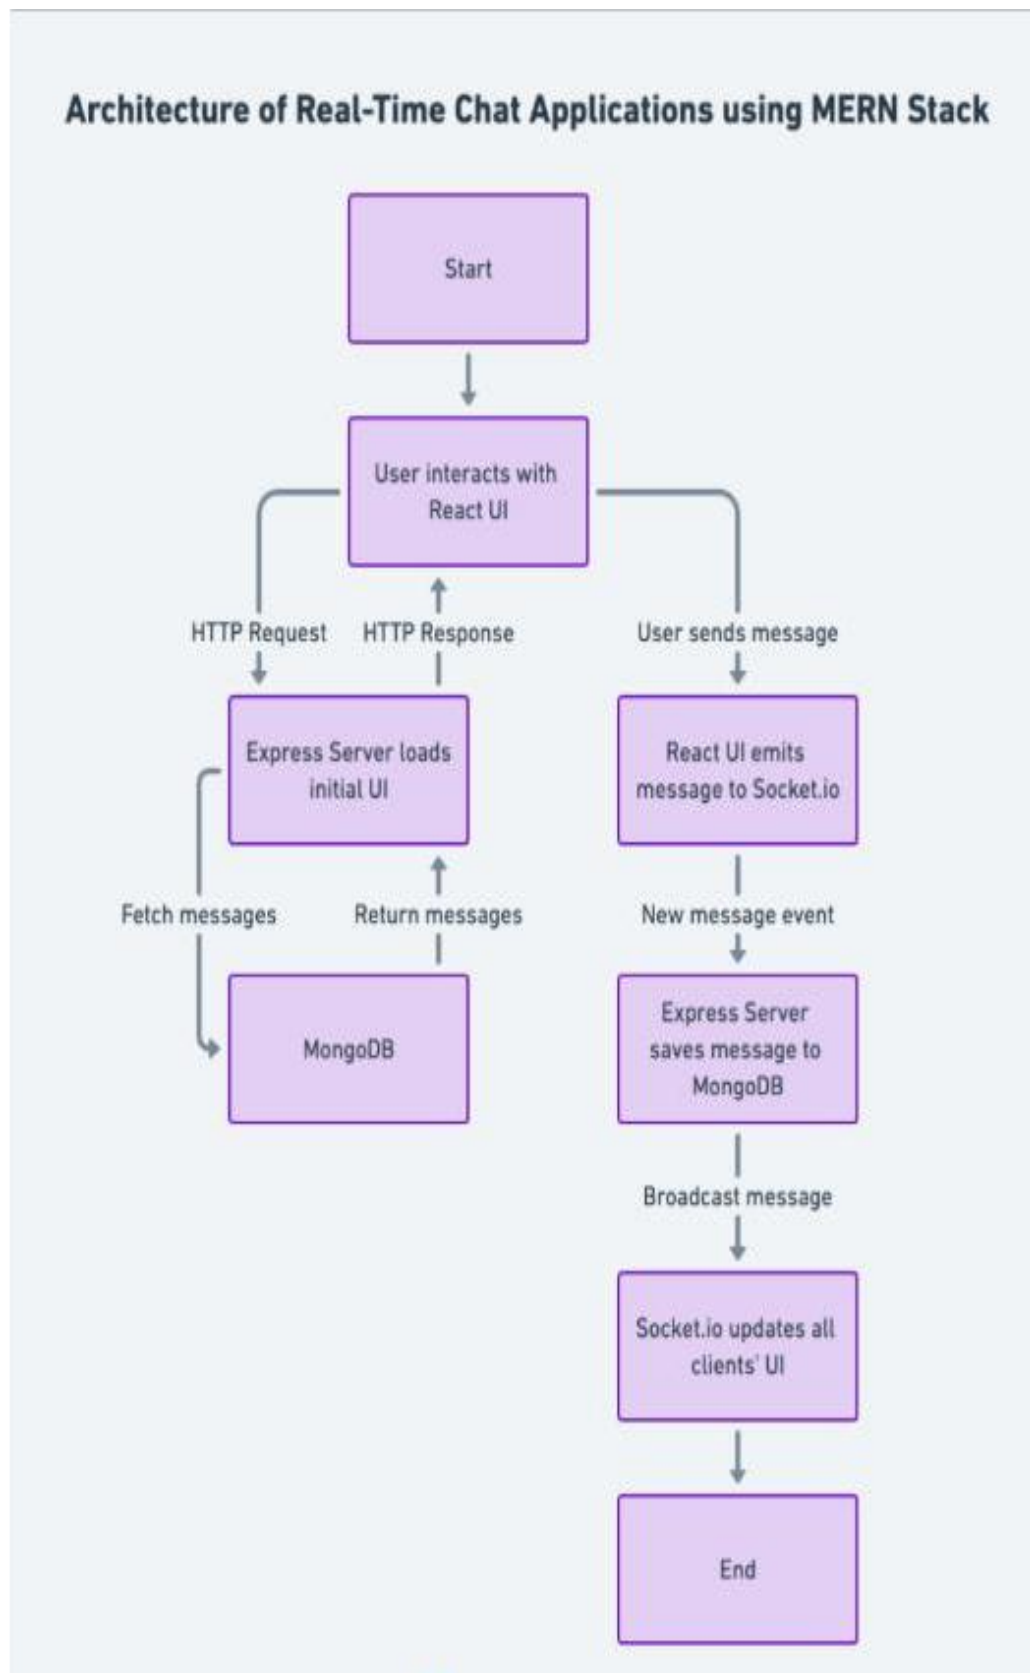 Architecture of Real-Time Chat Applications using MERN Stack
Start
User interacts with
React UI
HTTP Request
HTTP Response
User sends message
Express Server loads
initial UI
React UI emits
message to Socket.io
Fetch messages
Return messages
New message event
MongoDB
Express Server
saves message to
MongoDB
Broadcast message
Socket.io updates all
clients' UI
End